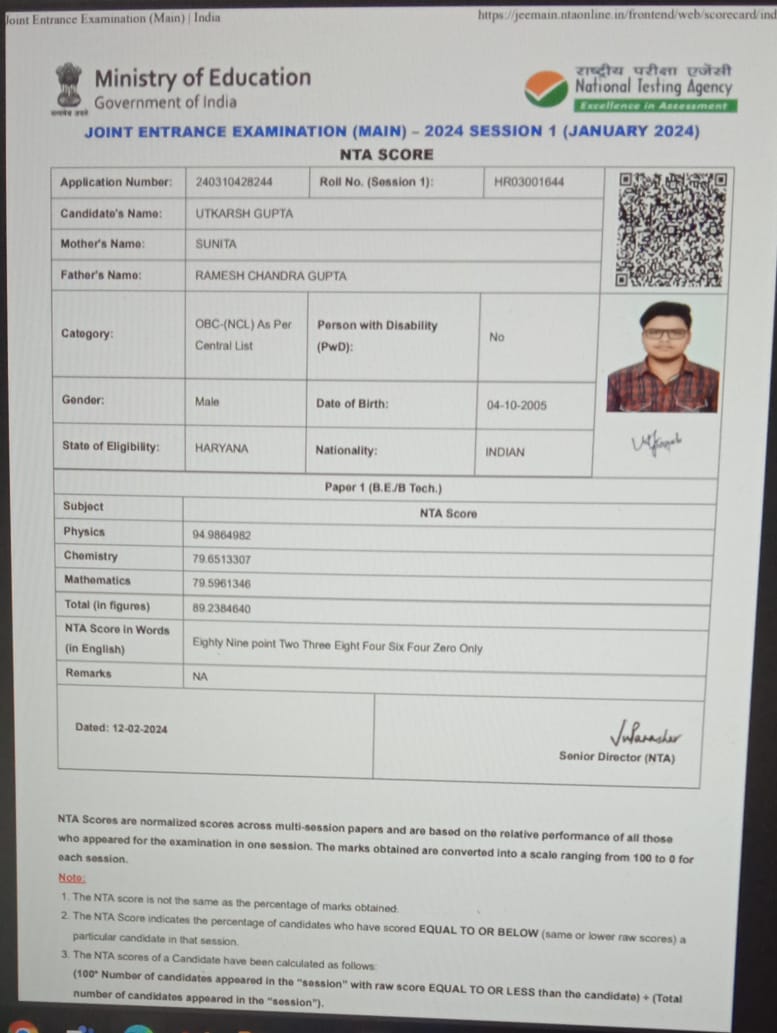 Joint Entrance Examination (Main) | India https://jeemain.ntaonline.in/frontend/web/scorecard/ind
Ministry of Education
Government of India
सत्यमेव जयते
राष्ट्रीय परीक्षा एजेंसी
National Testing Agency
Excellence in Assessment
JOINT ENTRANCE EXAMINATION (MAIN) – 2024 SESSION 1 (JANUARY 2024)
NTA SCORE
Application Number: 240310428244 Roll No. (Session 1): HR03001644
Candidate's Name: UTKARSH GUPTA
Mother's Name: SUNITA
Father's Name: RAMESH CHANDRA GUPTA
Category: OBC-(NCL) As Per Central List Person with Disability (PwD): No
Gender: Male Date of Birth: 04-10-2005
State of Eligibility: HARYANA Nationality: INDIAN
Paper 1 (B.E./B Tech.)
Subject NTA Score
Physics 94.9864982
Chemistry 79.6513307
Mathematics 79.5961346
Total (in figures) 89.2384640
NTA Score in Words (in English) Eighty Nine point Two Three Eight Four Six Four Zero Only
Remarks NA
Dated: 12-02-2024
Senior Director (NTA)
NTA Scores are normalized scores across multi-session papers and are based on the relative performance of all those
who appeared for the examination in one session. The marks obtained are converted into a scale ranging from 100 to 0 for
each session.
Note:
1. The NTA score is not the same as the percentage of marks obtained.
2. The NTA Score indicates the percentage of candidates who have scored EQUAL TO OR BELOW (same or lower raw scores) a
particular candidate in that session.
3. The NTA scores of a Candidate have been calculated as follows:
(100* Number of candidates appeared in the "session" with raw score EQUAL TO OR LESS than the candidate) ÷ (Total
number of candidates appeared in the "session").